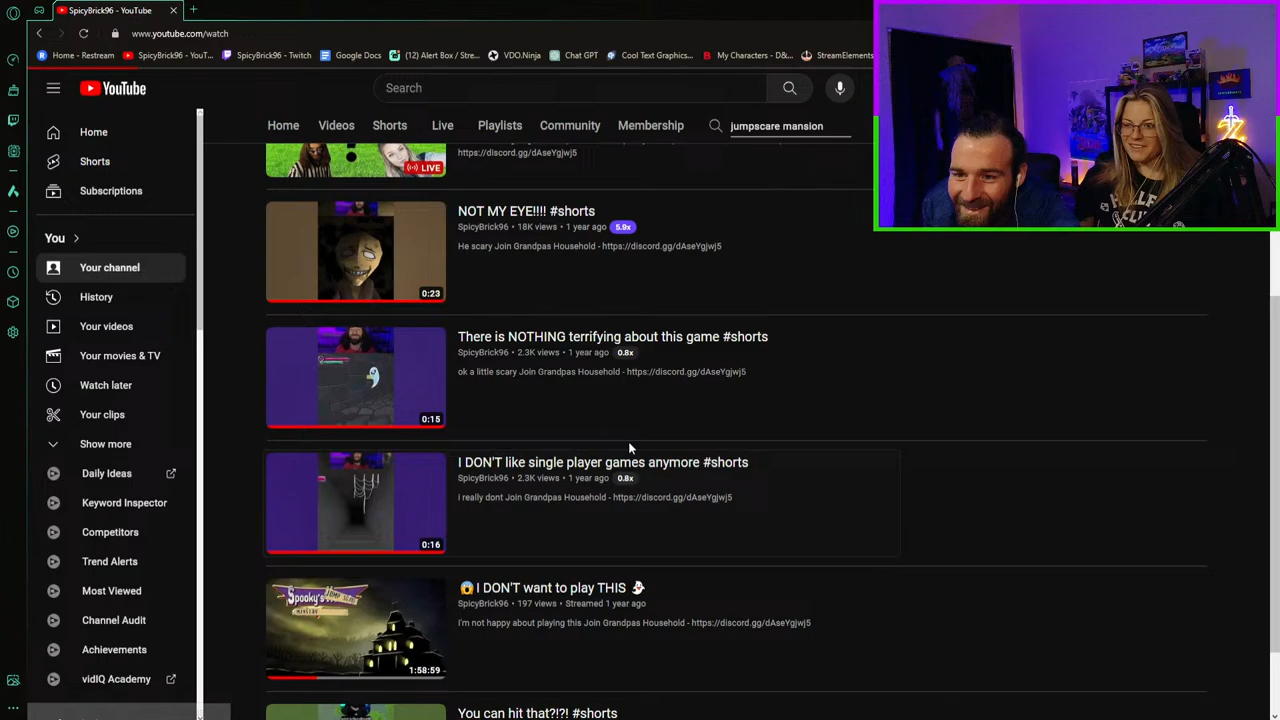 SpicyBrick96 - YouTube
www.youtube.com/watch
Home - Restream
SpicyBrick96 - YouT...
SpicyBrick96 - Twitch
Google Docs
(12) Alert Box / Stre...
VDO.Ninja
Chat GPT
Cool Text Graphics...
My Characters - D&...
StreamElements
YouTube
Search
Home
Videos
Shorts
Live
Playlists
Community
Membership
jumpscare mansion
Home
Shorts
Subscriptions
You
Your channel
History
Your videos
Your movies & TV
Watch later
Your clips
Show more
Daily Ideas
Keyword Inspector
Competitors
Trend Alerts
Most Viewed
Channel Audit
Achievements
vidIQ Academy
https://discord.gg/dAseYgjwj5
LIVE
NOT MY EYE!!!! #shorts
SpicyBrick96 • 18K views • 1 year ago 5.9x
He scary Join Grandpas Household - https://discord.gg/dAseYgjwj5
0:23
There is NOTHING terrifying about this game #shorts
SpicyBrick96 • 2.3K views • 1 year ago 0.8x
ok a little scary Join Grandpas Household - https://discord.gg/dAseYgjwj5
0:15
I DON'T like single player games anymore #shorts
SpicyBrick96 • 2.3K views • 1 year ago 0.8x
i really dont Join Grandpas Household - https://discord.gg/dAseYgjwj5
0:16
😱I DON'T want to play THIS 👻
SpicyBrick96 • 197 views • Streamed 1 year ago
I'm not happy about playing this Join Grandpas Household - https://discord.gg/dAseYgjwj5
Spooky's
1:58:59
You can hit that?!?! #shorts